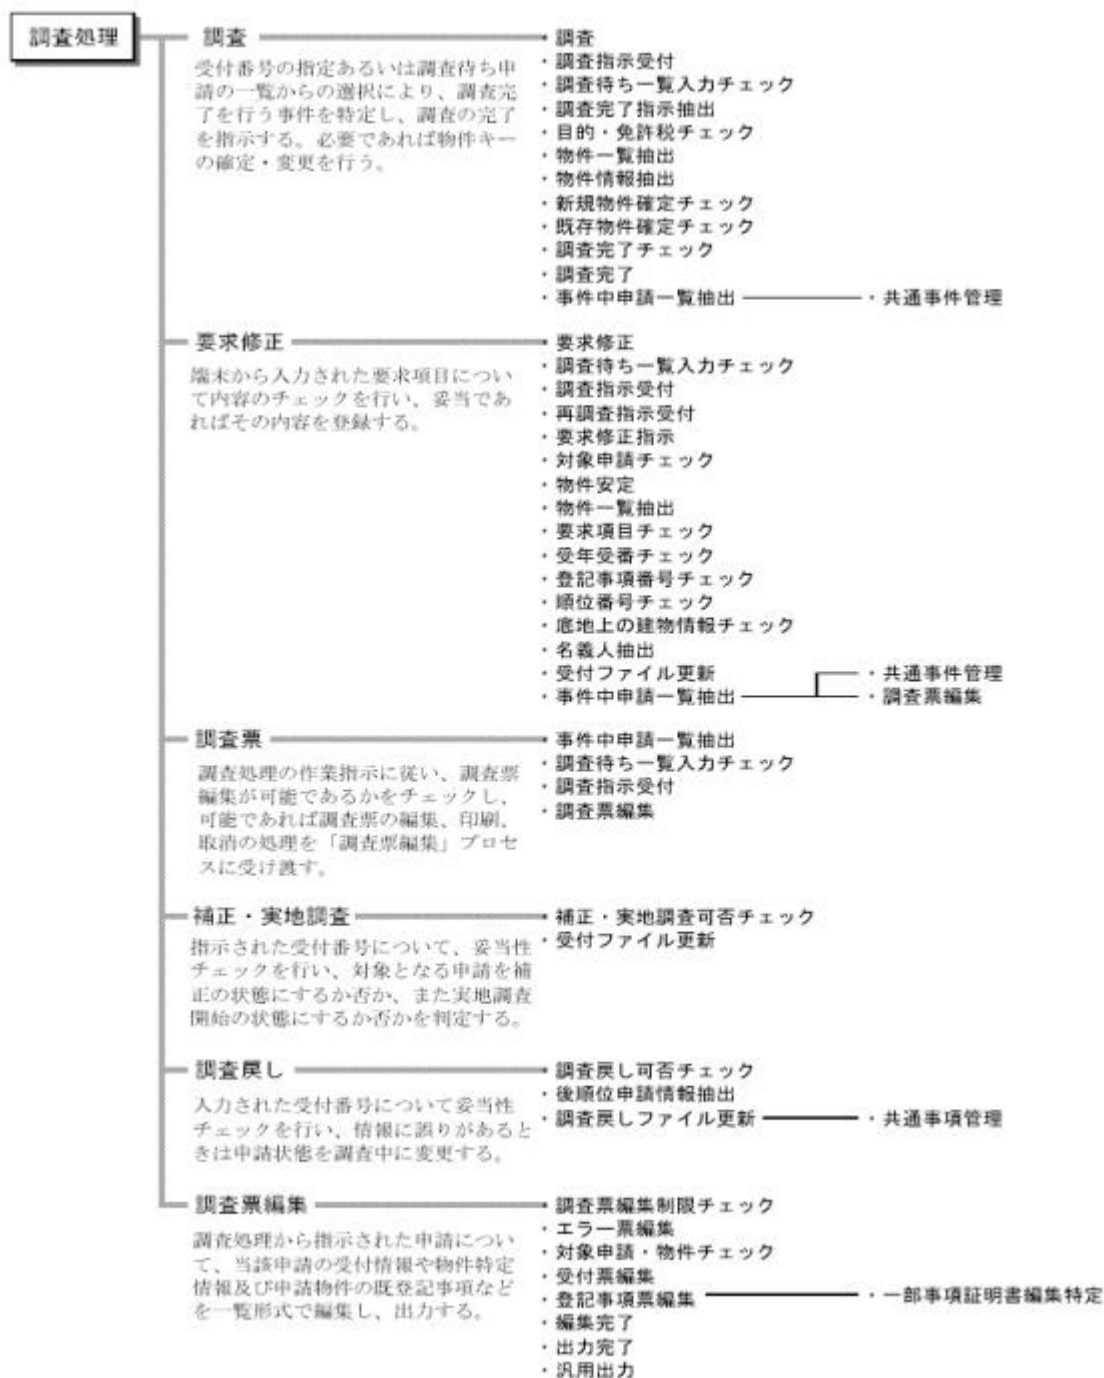 調査処理
調査
受付番号の指定あるいは調査待ち申
請の一覧からの選択により、調査完
了を行う事件を特定し、調査の完了
を指示する。必要であれば物件キー
の確定・変更を行う。
・調査
・調査指示受付
・調査待ち一覧入力チェック
・調査完了指示抽出
・目的・免許税チェック
・物件一覧抽出
・物件情報抽出
・新規物件確定チェック
・既存物件確定チェック
・調査完了チェック
・調査完了
・事件中申請一覧抽出
・共通事件管理
要求修正
端末から入力された要求項目につい
て内容のチェックを行い、妥当であ
ればその内容を登録する。
・要求修正
・調査待ち一覧入力チェック
・調査指示受付
・再調査指示受付
・要求修正指示
・対象申請チェック
・物件安定
・物件一覧抽出
・要求項目チェック
・受年受番チェック
・登記事項番号チェック
・順位番号チェック
・底地上の建物情報チェック
・名義人抽出
・受付ファイル更新
・事件中申請一覧抽出
・共通事件管理
・調査票編集
調査票
調査処理の作業指示に従い、調査票
編集が可能であるかをチェックし、
可能であれば調査票の編集、印刷、
取消の処理を「調査票編集」プロセ
スに受け渡す。
・事件中申請一覧抽出
・調査待ち一覧入力チェック
・調査指示受付
・調査票編集
補正・実地調査
指示された受付番号について、妥当性
チェックを行い、対象となる申請を補
正の状態にするか否か、また実地調査
開始の状態にするか否かを判定する。
・補正・実地調査可否チェック
・受付ファイル更新
調査戻し
入力された受付番号について妥当性
チェックを行い、情報に誤りがあると
きは申請状態を調査中に変更する。
・調査戻し可否チェック
・後順位申請情報抽出
・調査戻しファイル更新
・共通事項管理
調査票編集
調査処理から指示された申請につい
て、当該申請の受付情報や物件特定
情報及び申請物件の既登記事項など
を一覧形式で編集し、出力する。
・調査票編集制限チェック
・エラー票編集
・対象申請・物件チェック
・受付票編集
・登記事項票編集
・一部事項証明書編集特定
・編集完了
・出力完了
・汎用出力